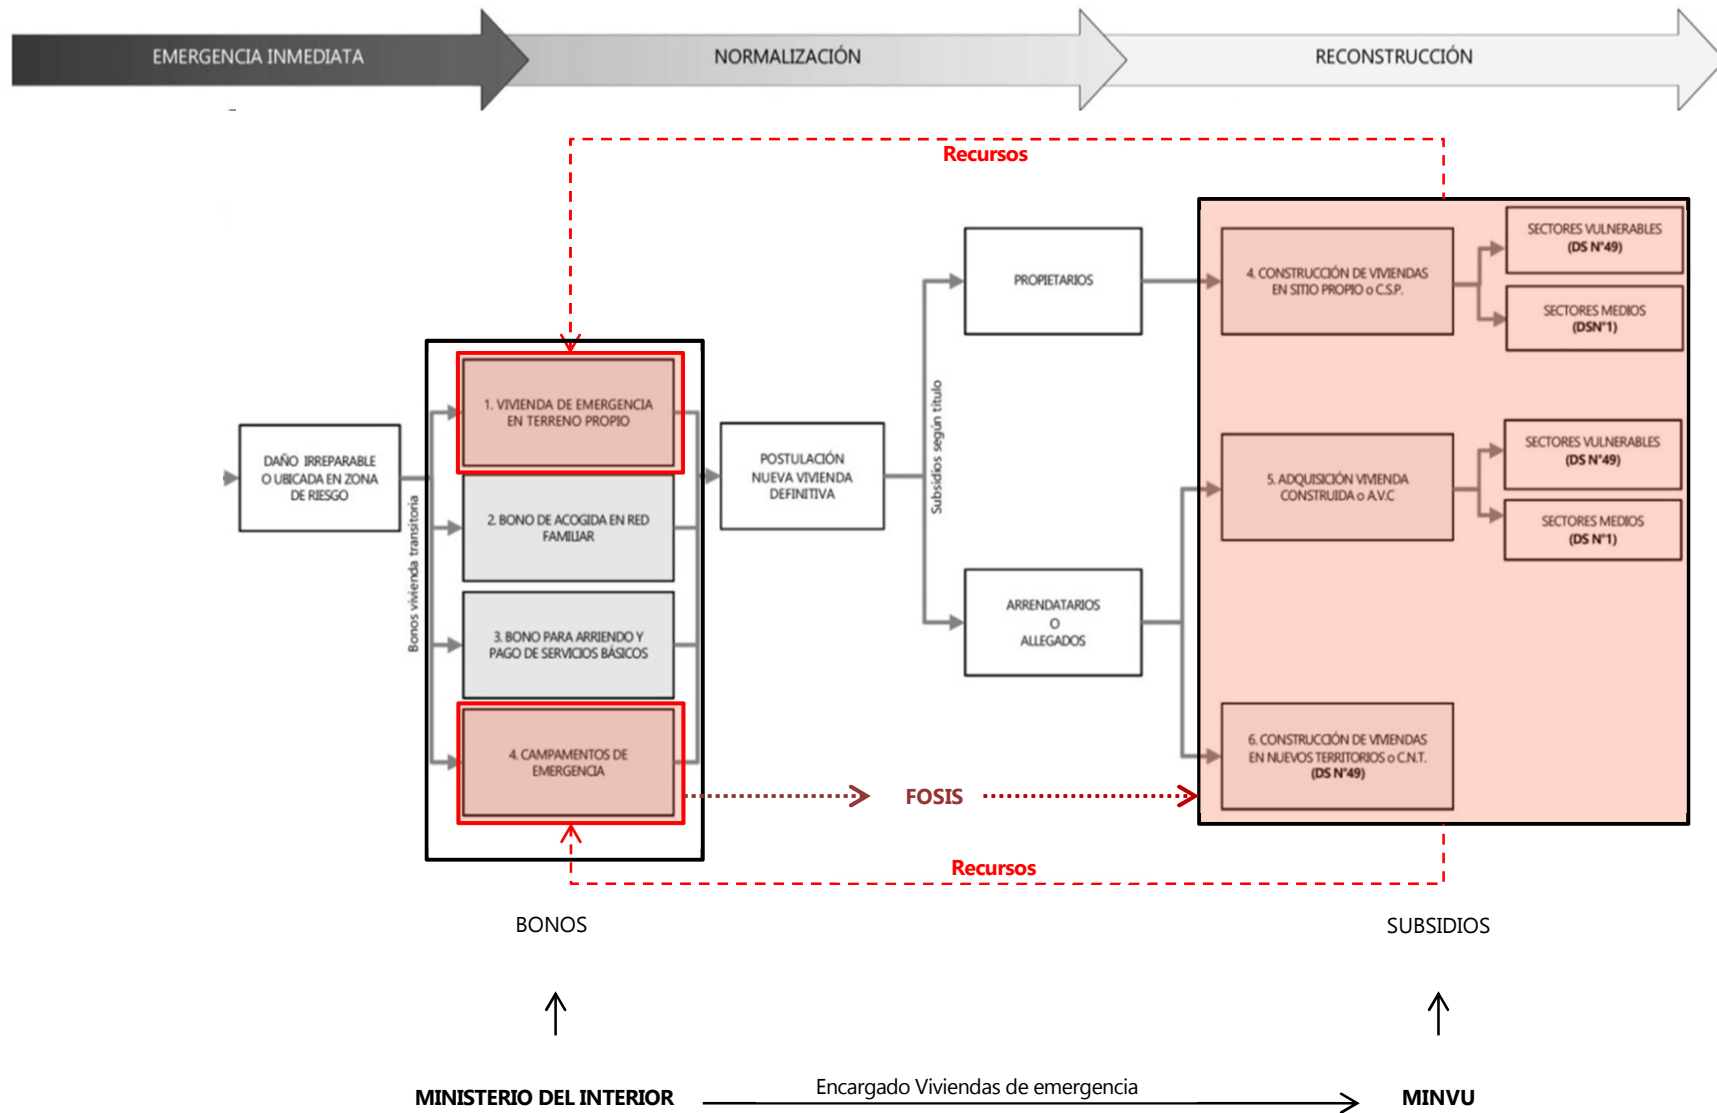 EMERGENCIA INMEDIATA
NORMALIZACIÓN
RECONSTRUCCIÓN
Recursos
SECTORES VULNERABLES
(DS N°49)
PROPIETARIOS
4. CONSTRUCCIÓN DE VIVIENDAS
EN SITIO PROPIO o C.S.P.
SECTORES MEDIOS
(DSN°1)
1. VIVIENDA DE EMERGENCIA
EN TERRENO PROPIO
DAÑO IRREPARABLE
O UBICADA EN ZONA
DE RIESGO
Bonos vivienda transitoria
2. BONO DE ACOGIDA EN RED
FAMILIAR
3. BONO PARA ARRIENDO Y
PAGO DE SERVICIOS BÁSICOS
4. CAMPAMENTOS DE
EMERGENCIA
POSTULACIÓN
NUEVA VIVIENDA
DEFINITIVA
Subsidios según título
5. ADQUISICIÓN VIVIENDA
CONSTRUIDA o A.V.C
SECTORES VULNERABLES
(DS N°49)
SECTORES MEDIOS
(DS N°1)
ARRENDATARIOS
O
ALLEGADOS
6. CONSTRUCCIÓN DE VIVIENDAS
EN NUEVOS TERRITORIOS o C.N.T.
(DS N°49)
FOSIS
Recursos
BONOS
SUBSIDIOS
MINISTERIO DEL INTERIOR
Encargado Viviendas de emergencia
MINVU